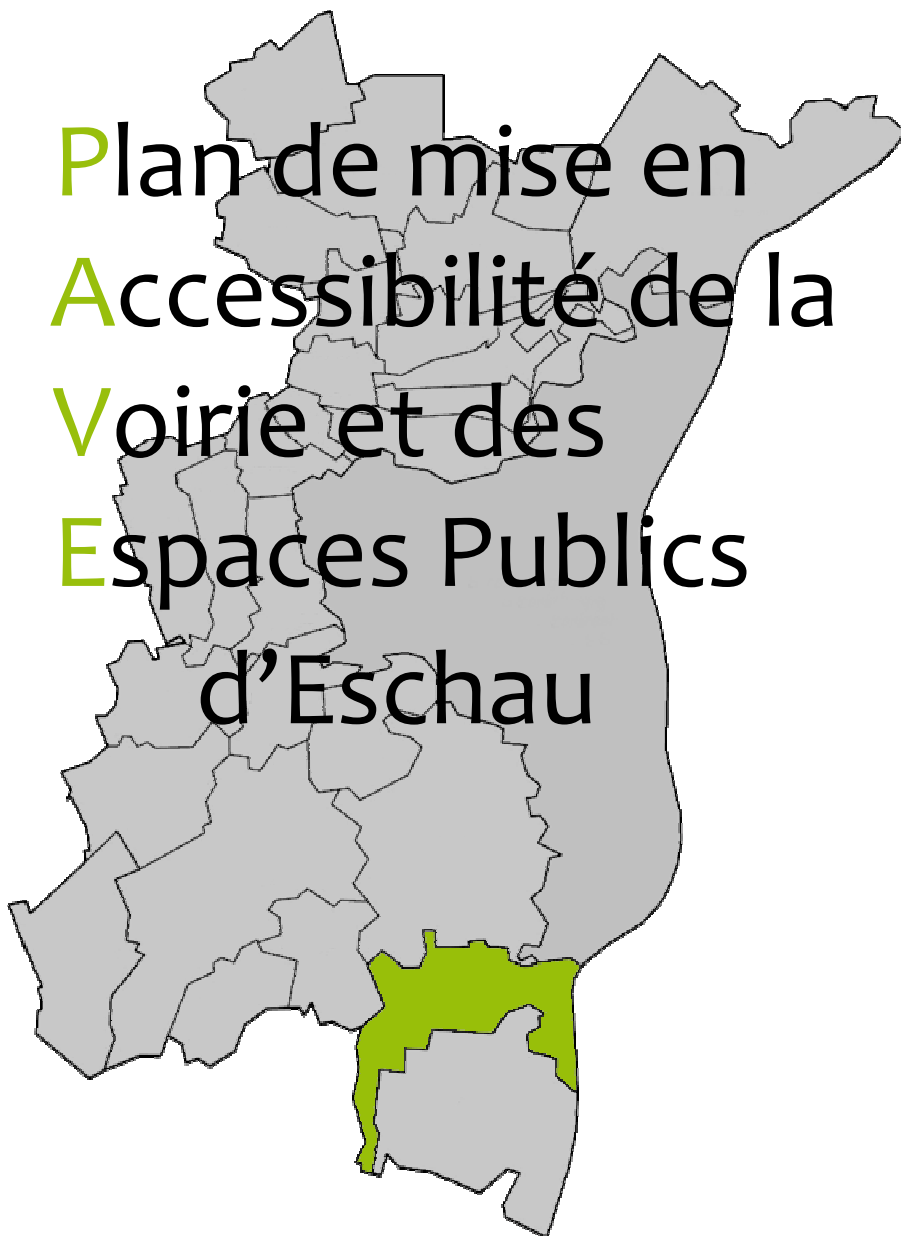 Plan de mise en
Accessibilité de la
Voirie et des
Espaces Publics
d’Eschau